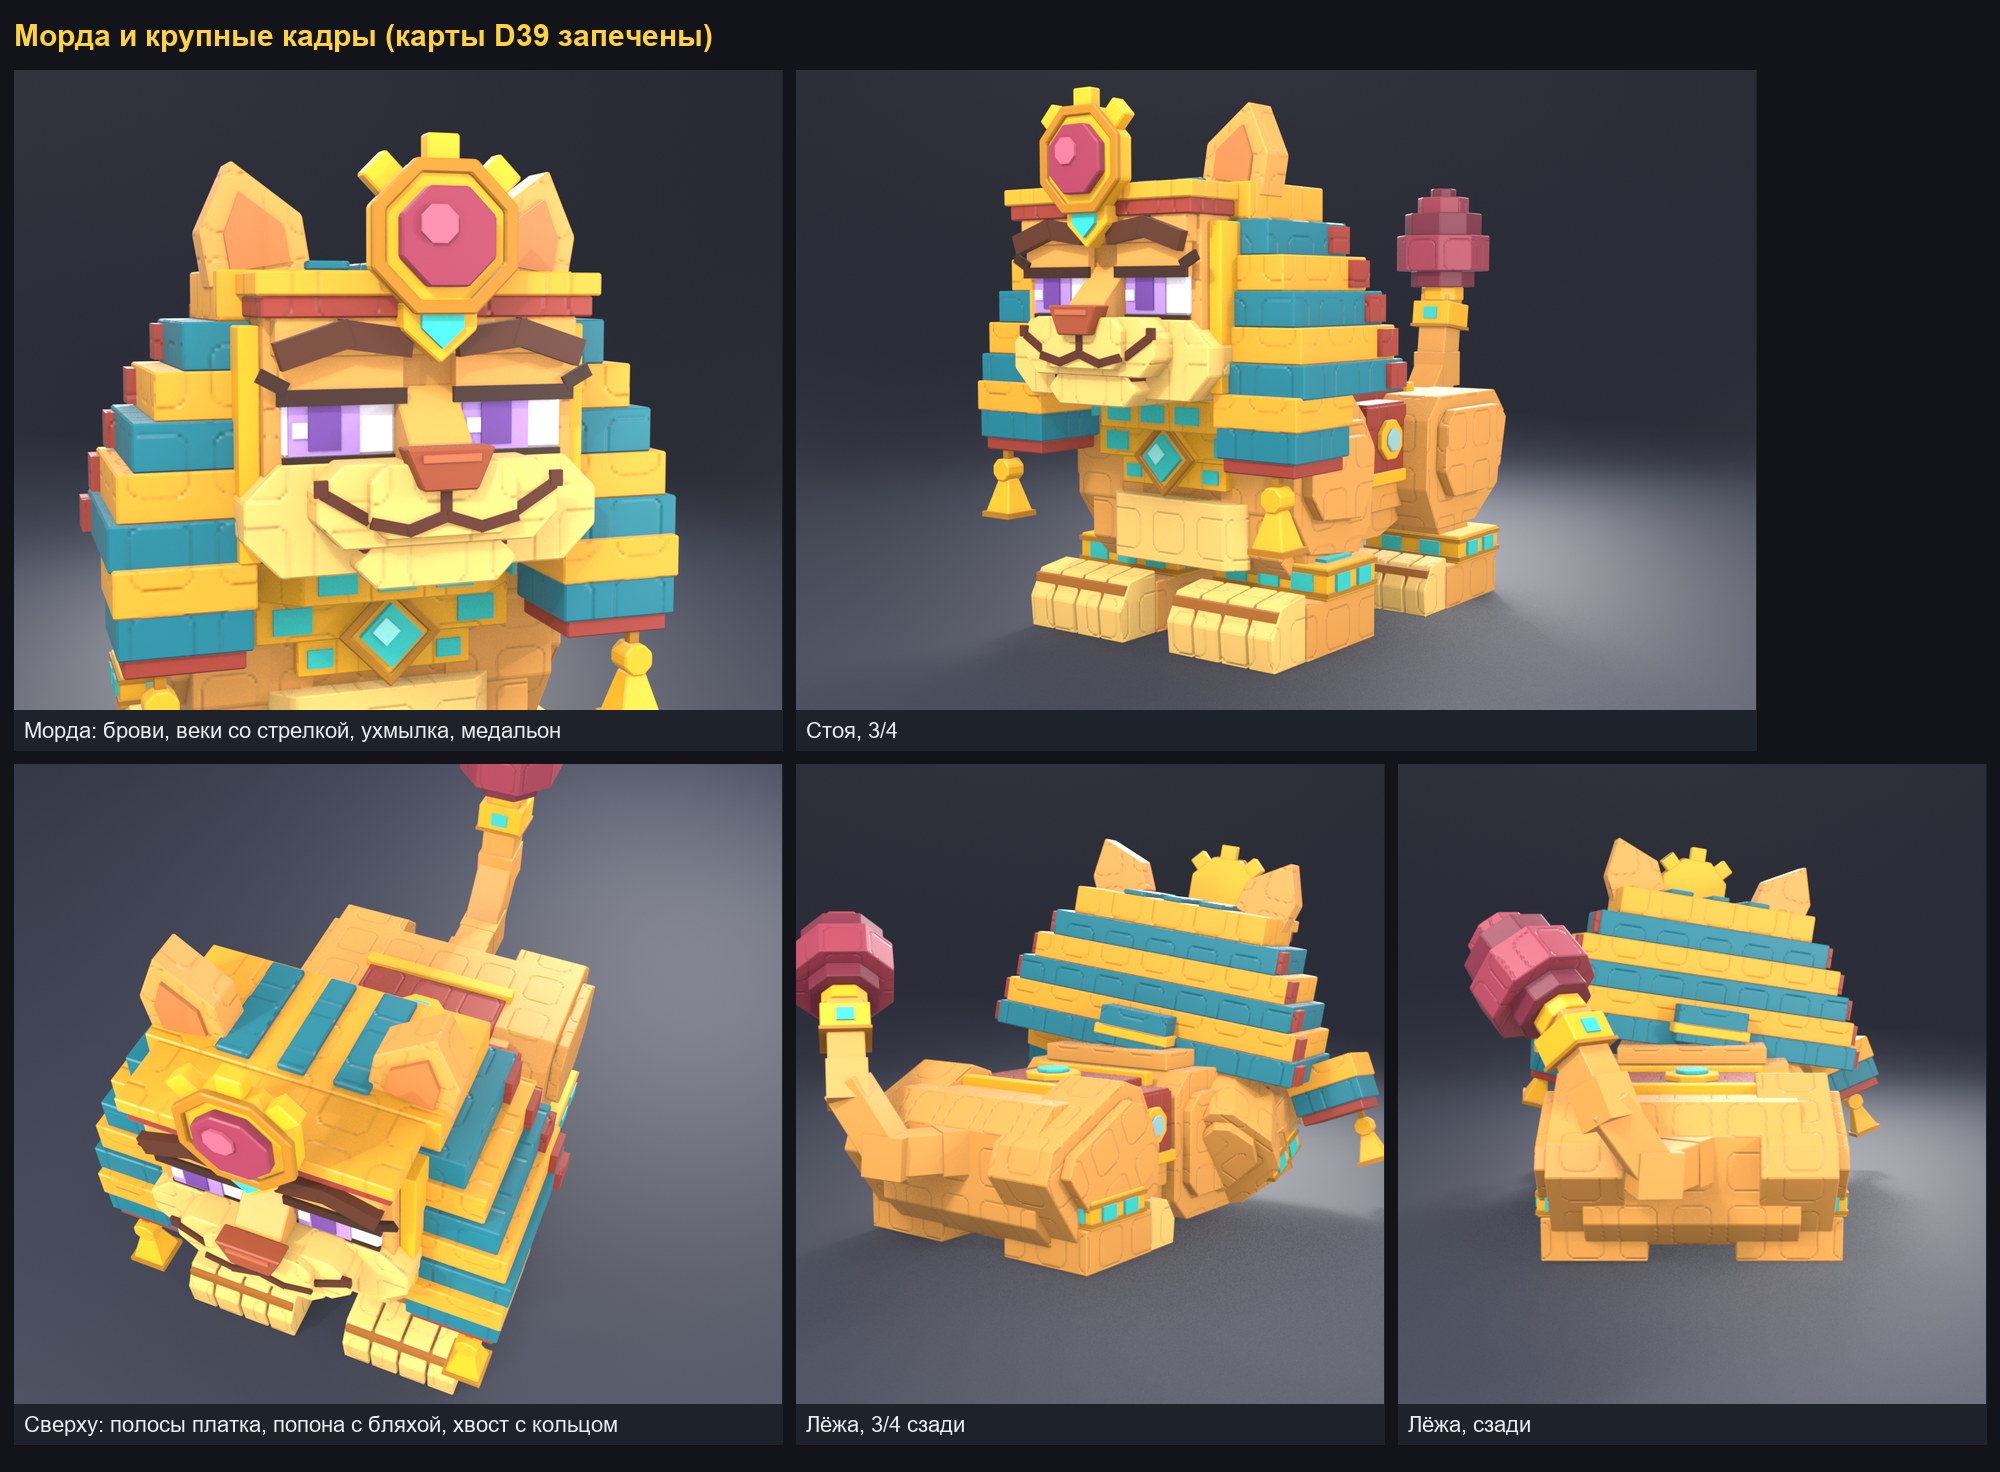 Морда и крупные кадры (карты D39 запечены)
Морда: брови, веки со стрелкой, ухмылка, медальон
Стоя, 3/4
Сверху: полосы платка, попона с бляхой, хвост с кольцом
Лёжа, 3/4 сзади
Лёжа, сзади